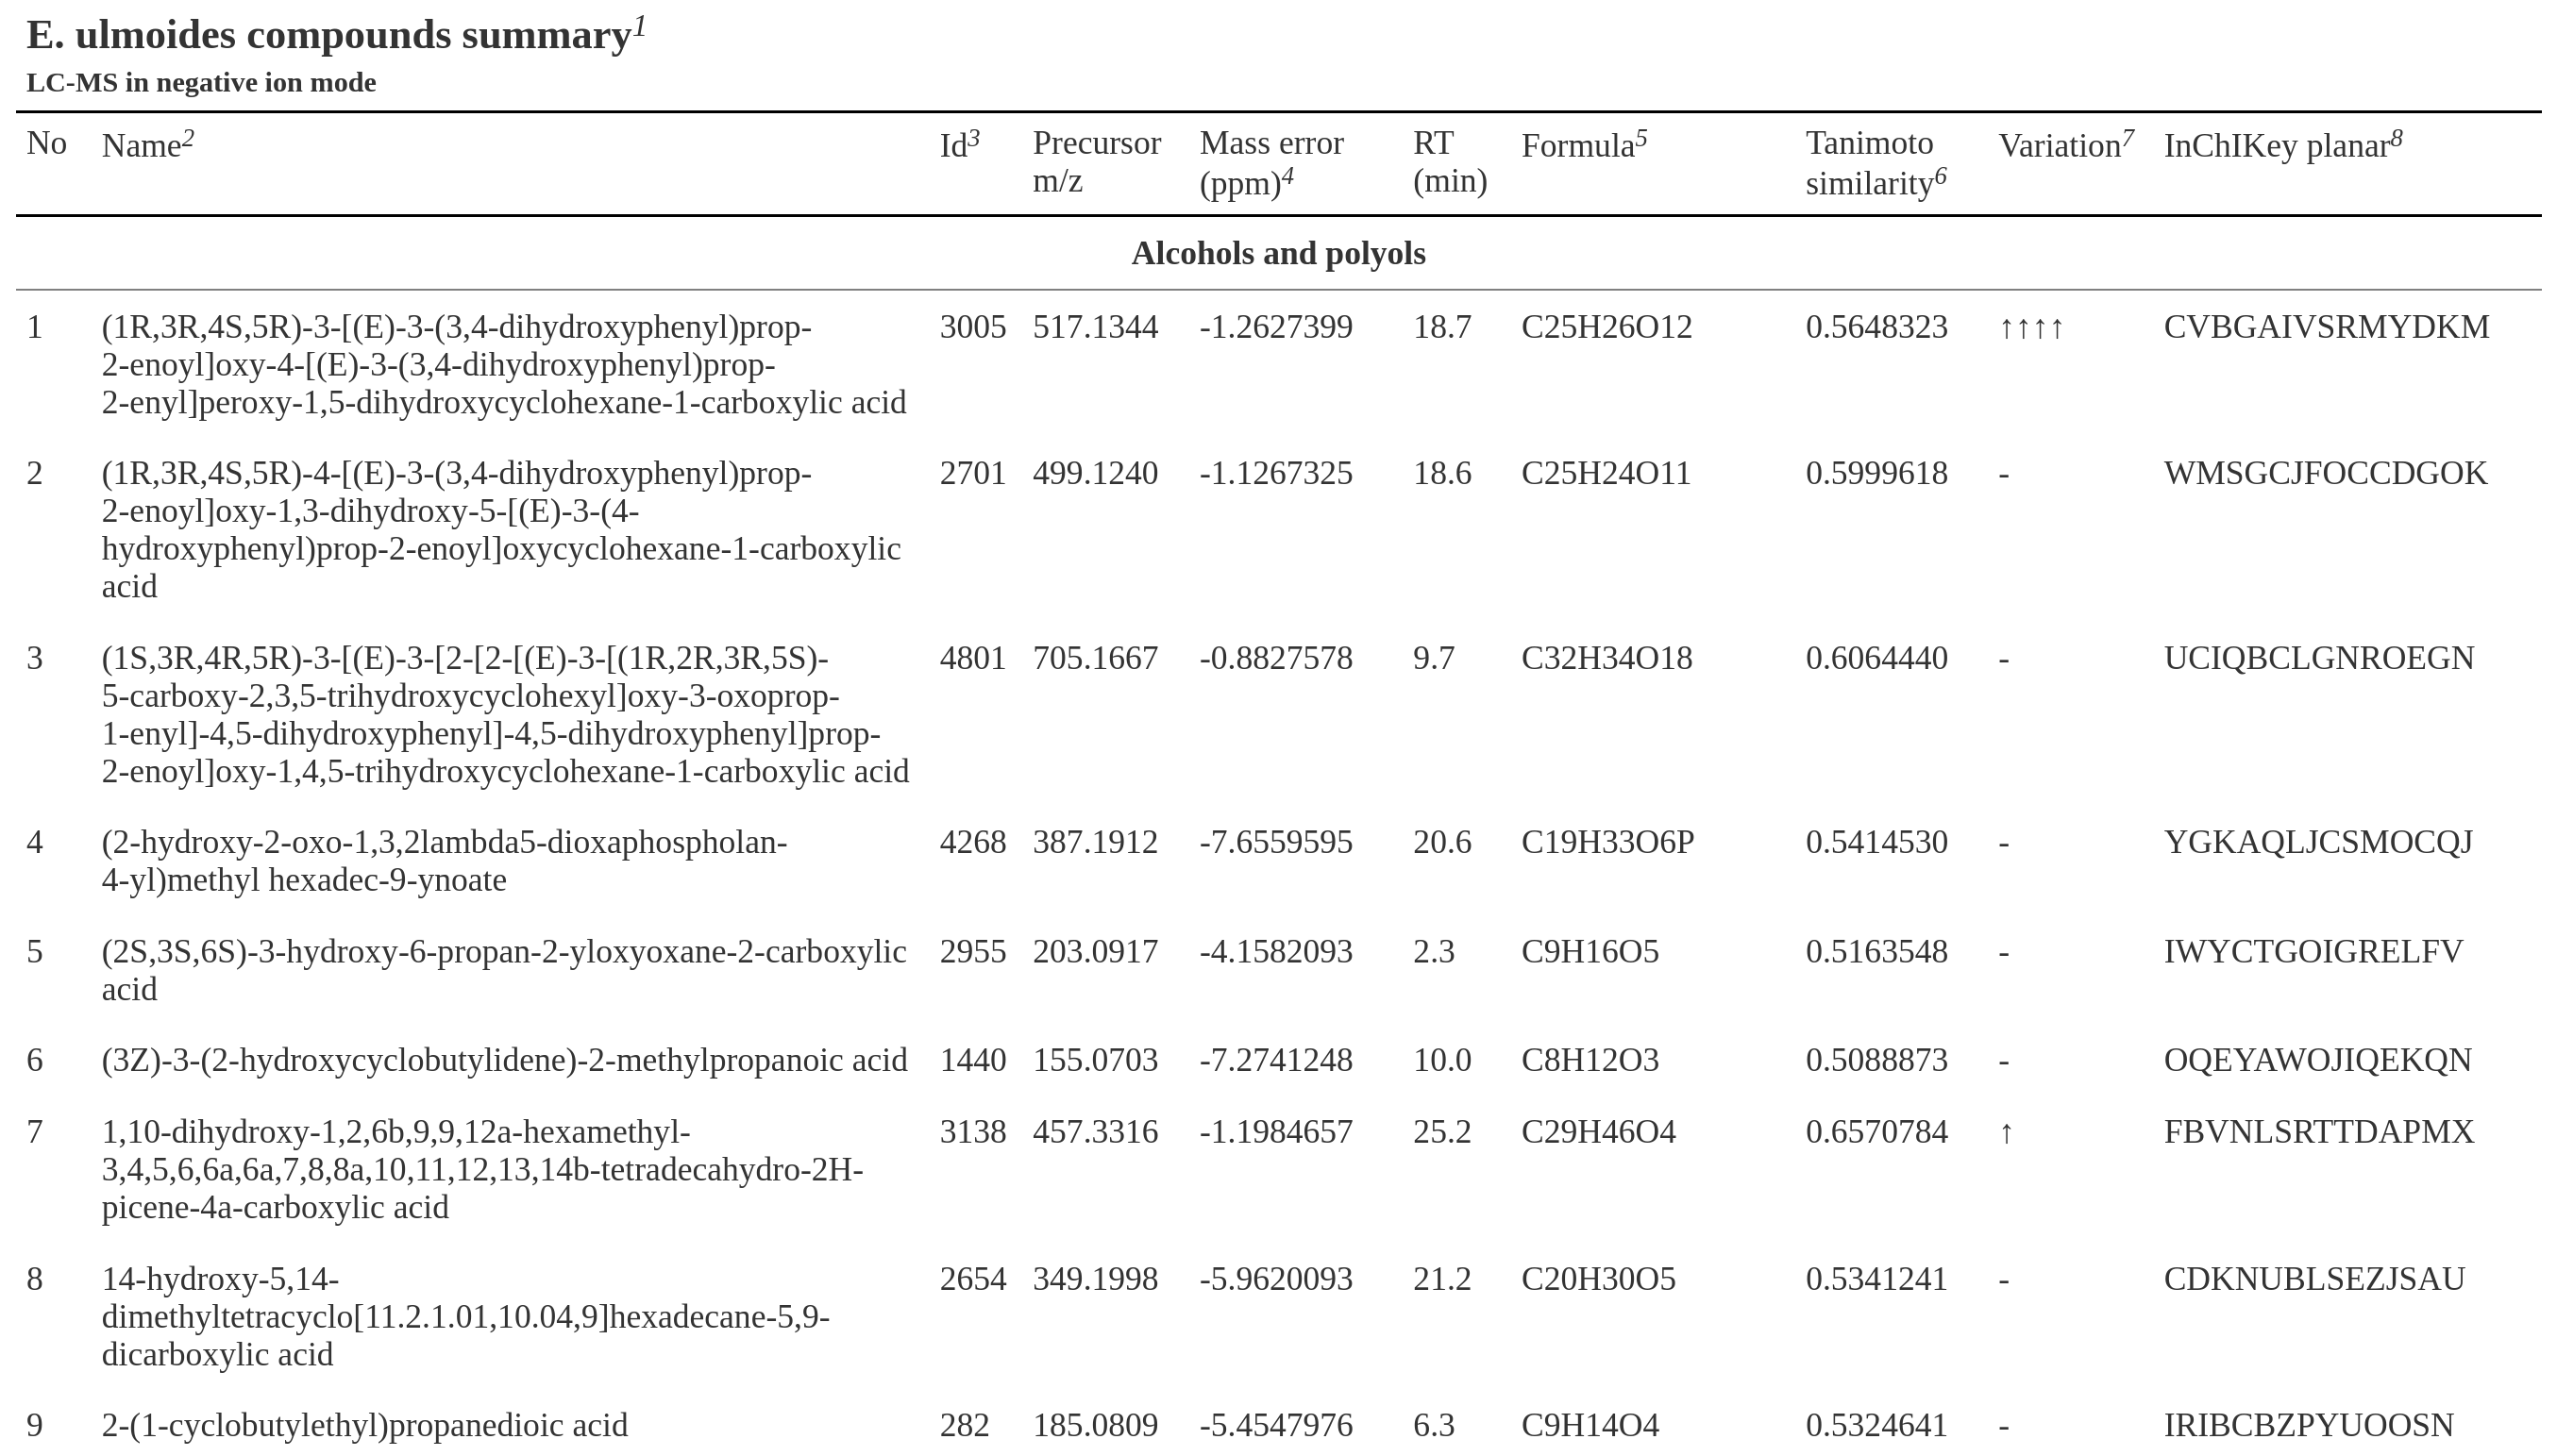 E. ulmoides compounds summary1
LC-MS in negative ion mode
No Name2 Id3 Precursor m/z Mass error (ppm)4 RT (min) Formula5 Tanimoto similarity6 Variation7 InChIKey planar8
Alcohols and polyols
1 (1R,3R,4S,5R)-3-[(E)-3-(3,4-dihydroxyphenyl)prop- 3005 517.1344 -1.2627399 18.7 C25H26O12 0.5648323 ↑↑↑↑ CVBGAIVSRMYDKM
2-enoyl]oxy-4-[(E)-3-(3,4-dihydroxyphenyl)prop-
2-enyl]peroxy-1,5-dihydroxycyclohexane-1-carboxylic acid
2 (1R,3R,4S,5R)-4-[(E)-3-(3,4-dihydroxyphenyl)prop- 2701 499.1240 -1.1267325 18.6 C25H24O11 0.5999618 - WMSGCJFOCCDGOK
2-enoyl]oxy-1,3-dihydroxy-5-[(E)-3-(4-
hydroxyphenyl)prop-2-enoyl]oxycyclohexane-1-carboxylic
acid
3 (1S,3R,4R,5R)-3-[(E)-3-[2-[2-[(E)-3-[(1R,2R,3R,5S)- 4801 705.1667 -0.8827578 9.7 C32H34O18 0.6064440 - UCIQBCLGNROEGN
5-carboxy-2,3,5-trihydroxycyclohexyl]oxy-3-oxoprop-
1-enyl]-4,5-dihydroxyphenyl]-4,5-dihydroxyphenyl]prop-
2-enoyl]oxy-1,4,5-trihydroxycyclohexane-1-carboxylic acid
4 (2-hydroxy-2-oxo-1,3,2lambda5-dioxaphospholan- 4268 387.1912 -7.6559595 20.6 C19H33O6P 0.5414530 - YGKAQLJCSMOCQJ
4-yl)methyl hexadec-9-ynoate
5 (2S,3S,6S)-3-hydroxy-6-propan-2-yloxyoxane-2-carboxylic 2955 203.0917 -4.1582093 2.3 C9H16O5 0.5163548 - IWYCTGOIGRELFV
acid
6 (3Z)-3-(2-hydroxycyclobutylidene)-2-methylpropanoic acid 1440 155.0703 -7.2741248 10.0 C8H12O3 0.5088873 - OQEYAWOJIQEKQN
7 1,10-dihydroxy-1,2,6b,9,9,12a-hexamethyl- 3138 457.3316 -1.1984657 25.2 C29H46O4 0.6570784 ↑ FBVNLSRTTDAPMX
3,4,5,6,6a,6a,7,8,8a,10,11,12,13,14b-tetradecahydro-2H-
picene-4a-carboxylic acid
8 14-hydroxy-5,14- 2654 349.1998 -5.9620093 21.2 C20H30O5 0.5341241 - CDKNUBLSEZJSAU
dimethyltetracyclo[11.2.1.01,10.04,9]hexadecane-5,9-
dicarboxylic acid
9 2-(1-cyclobutylethyl)propanedioic acid 282 185.0809 -5.4547976 6.3 C9H14O4 0.5324641 - IRIBCBZPYUOOSN